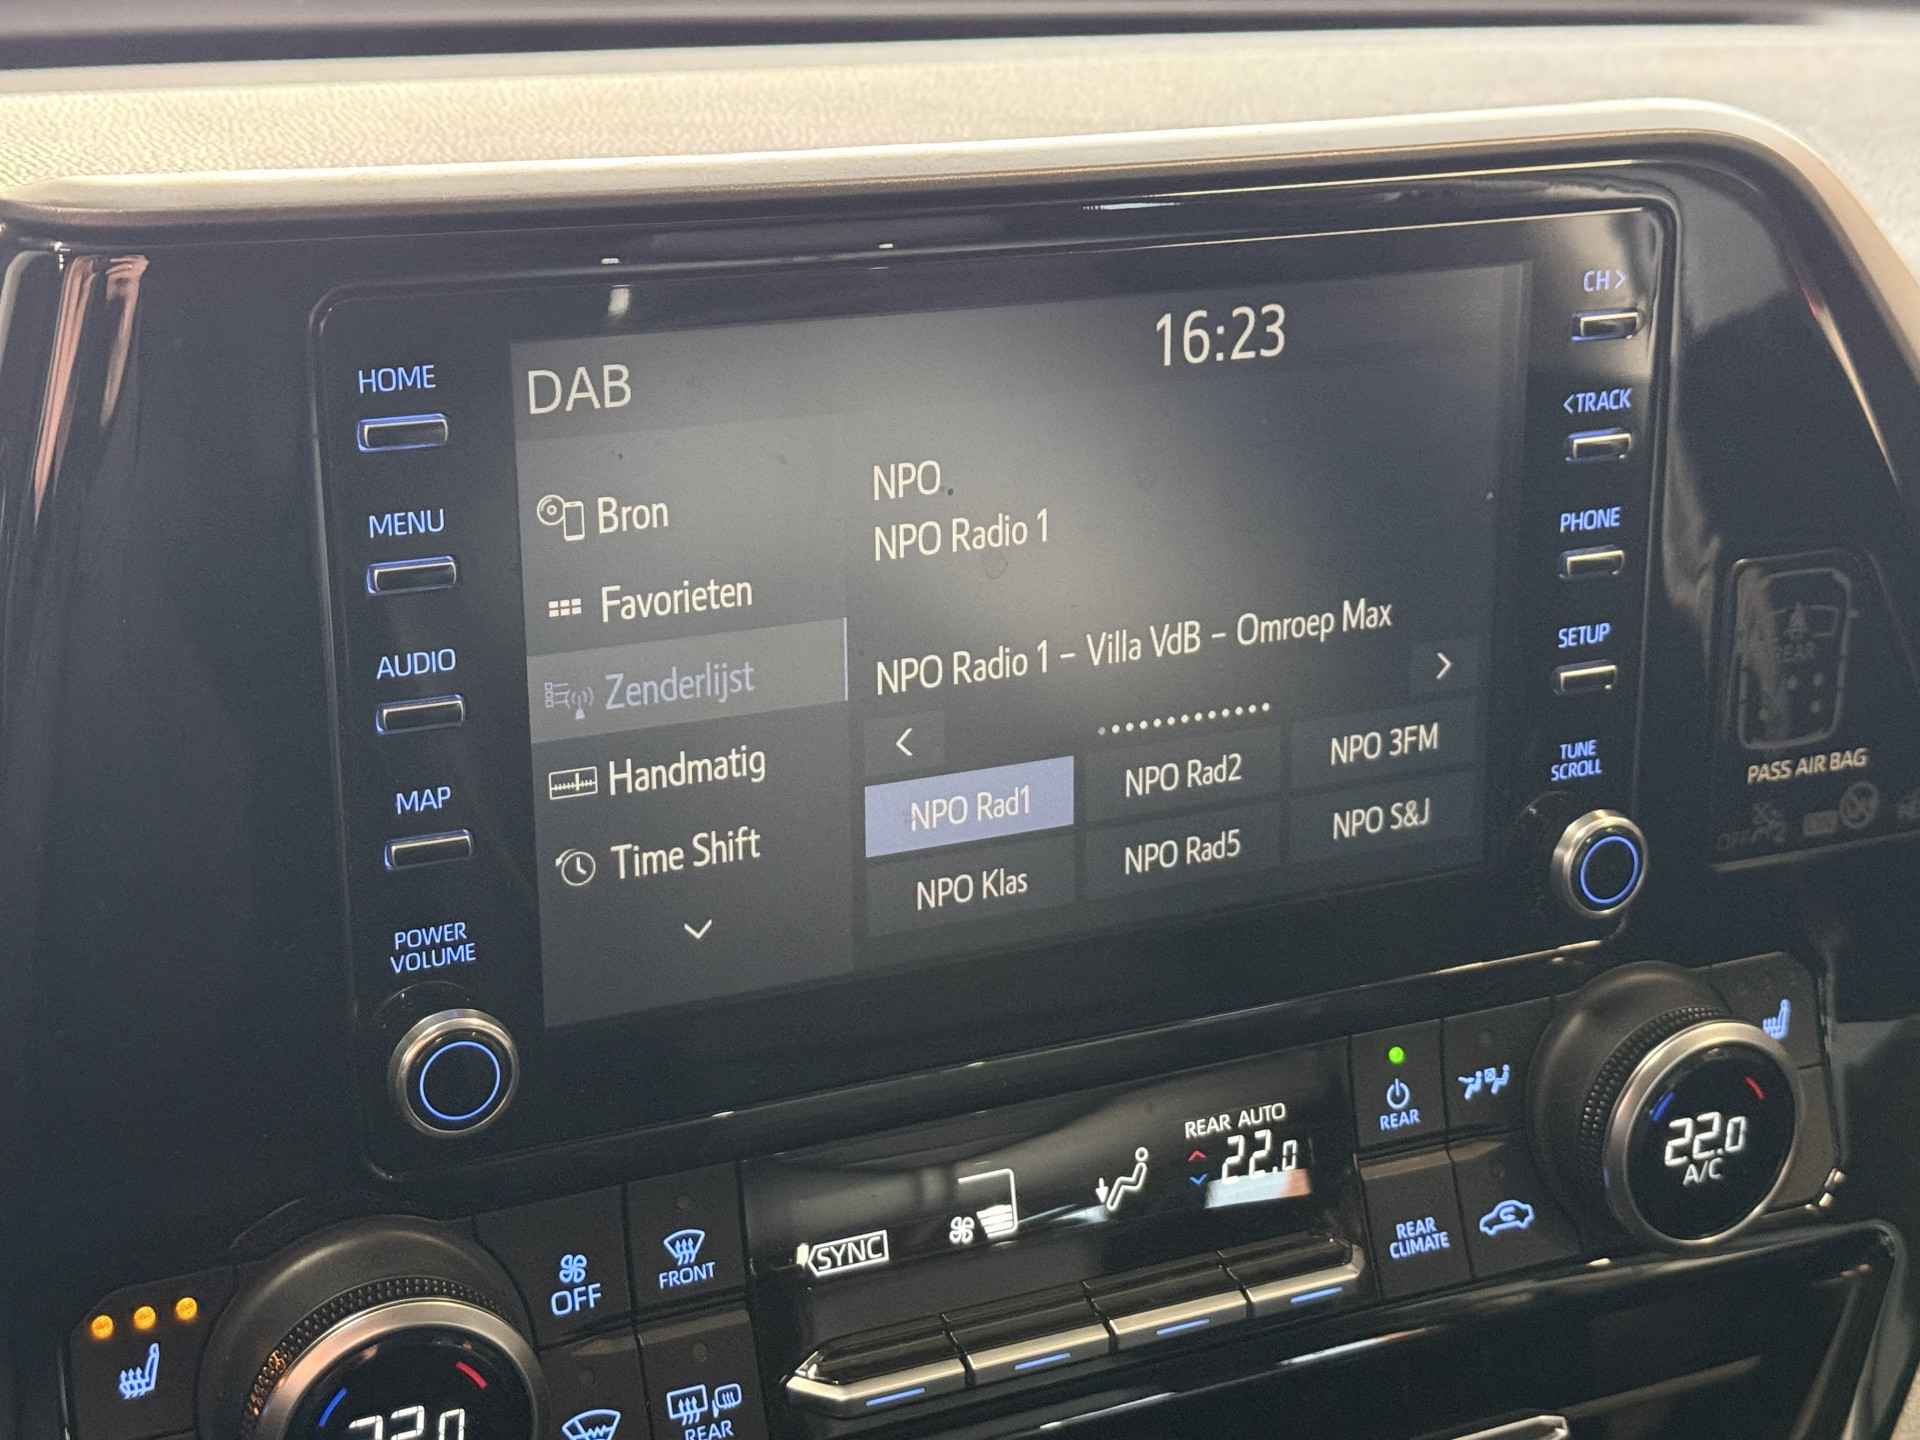 HOME
MENU
AUDIO
MAP
POWER
VOLUME
DAB
16:23
Bron
Favorieten
Zenderlijst
Handmatig
Time Shift
NPO
NPO Radio 1
NPO Radio 1 – Villa VdB – Omroep Max
NPO Rad1
NPO Rad2
NPO 3FM
NPO Klas
NPO Rad5
NPO S&J
CH>
<TRACK
PHONE
SETUP
TUNE
SCROLL
REAR
PASS AIR BAG
OFF
FRONT
REAR
SYNC
REAR AUTO
22.0
REAR
REAR
CLIMATE
22.0
A/C
22.0